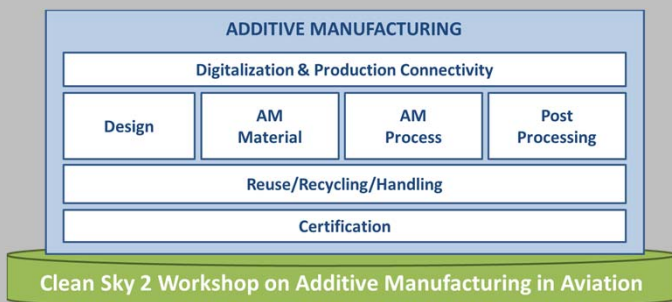 ADDITIVE MANUFACTURING
Digitalization & Production Connectivity
Design
AM
Material
AM
Process
Post
Processing
Reuse/Recycling/Handling
Certification
Clean Sky 2 Workshop on Additive Manufacturing in Aviation